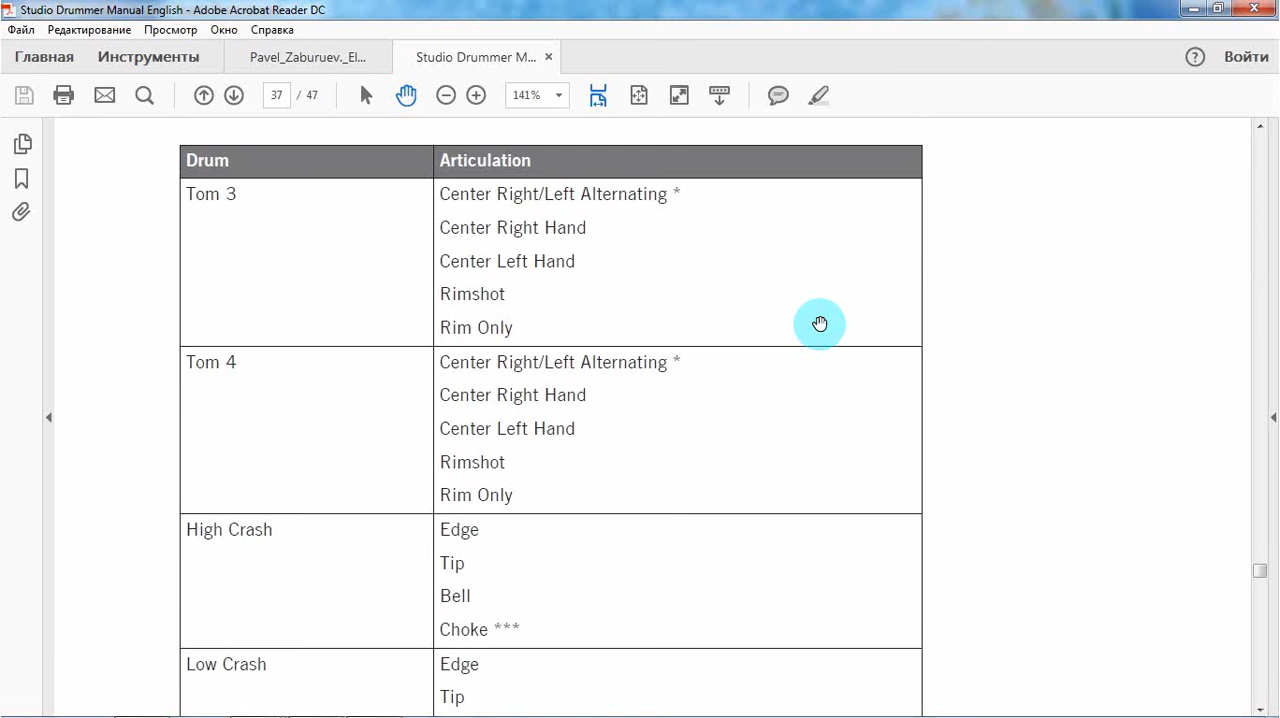 Studio Drummer Manual English - Adobe Acrobat Reader DC
Файл Редактирование Просмотр Окно Справка
Главная Инструменты Pavel_Zaburuev._El... Studio Drummer M... × Войти
37 / 47 141%
Drum Articulation
Tom 3 Center Right/Left Alternating *
Center Right Hand
Center Left Hand
Rimshot
Rim Only
Tom 4 Center Right/Left Alternating *
Center Right Hand
Center Left Hand
Rimshot
Rim Only
High Crash Edge
Tip
Bell
Choke ***
Low Crash Edge
Tip